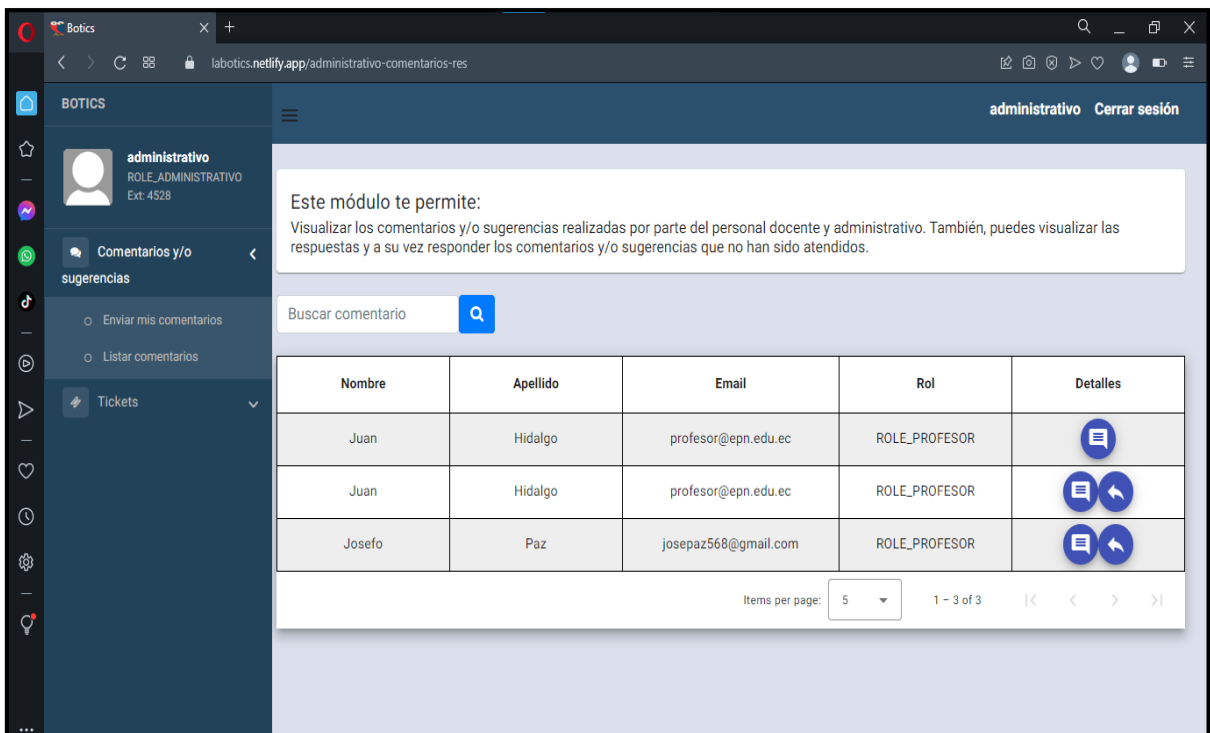 Botics
labotics.netlify.app/administrativo-comentarios-res
BOTICS
administrativo Cerrar sesión
administrativo
ROLE_ADMINISTRATIVO
Ext: 4528
Comentarios y/o
sugerencias
Enviar mis comentarios
Listar comentarios
Tickets
Este módulo te permite:
Visualizar los comentarios y/o sugerencias realizadas por parte del personal docente y administrativo. También, puedes visualizar las
respuestas y a su vez responder los comentarios y/o sugerencias que no han sido atendidos.
Buscar comentario
Nombre Apellido Email Rol Detalles
Juan Hidalgo profesor@epn.edu.ec ROLE_PROFESOR
Juan Hidalgo profesor@epn.edu.ec ROLE_PROFESOR
Josefo Paz josepaz568@gmail.com ROLE_PROFESOR
Items per page: 5 1 – 3 of 3